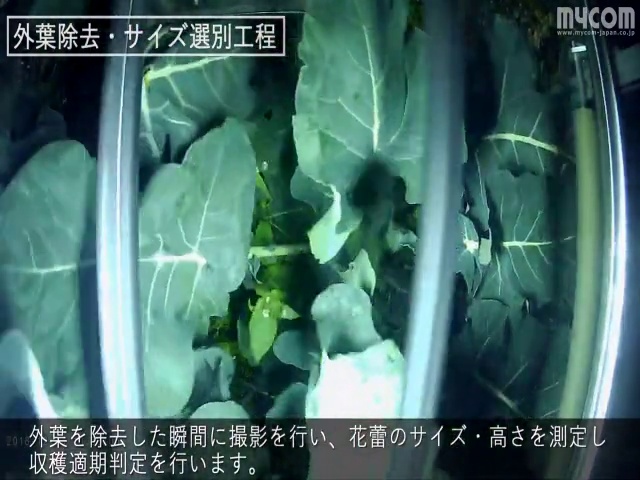 外葉除去・サイズ選別工程
mycom
www.mycom-japan.co.jp
外葉を除去した瞬間に撮影を行い、花蕾のサイズ・高さを測定し
収穫適期判定を行います。